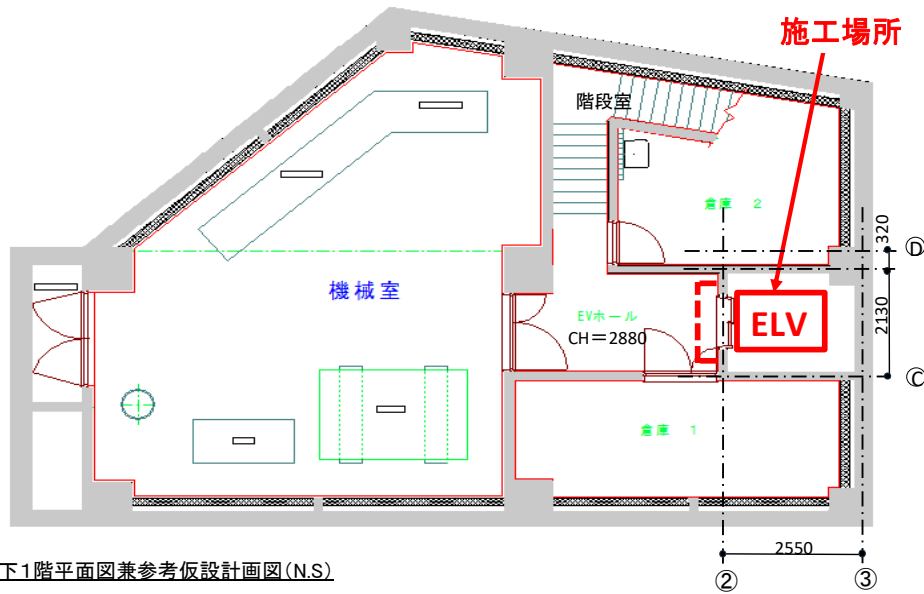 施工場所
階段室
倉庫 2
320
Ⓓ
機械室
EVホール
CH=2880
ELV
2130
Ⓒ
倉庫 1
2550
下1階平面図兼参考仮設計画図(N.S)
②
③